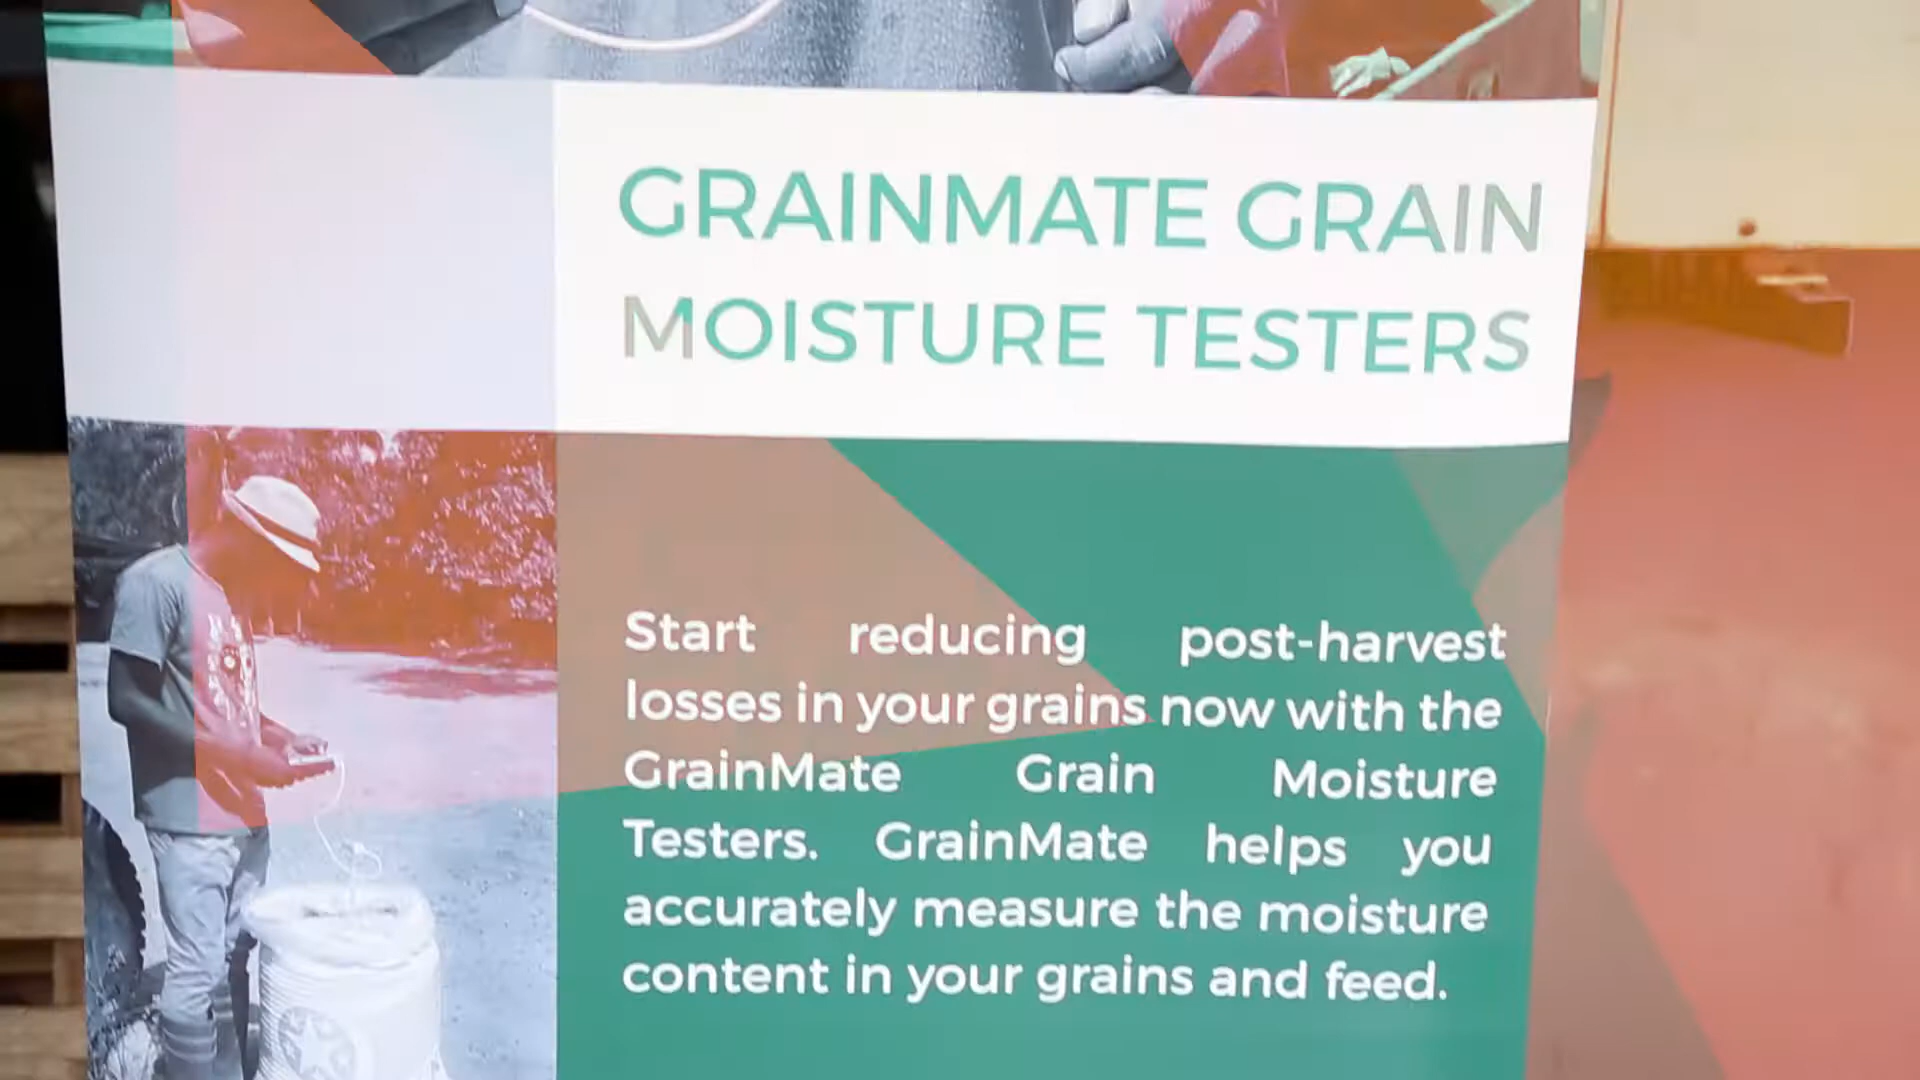 GRAINMATE GRAIN
MOISTURE TESTERS
Start reducing post-harvest
losses in your grains now with the
GrainMate Grain Moisture
Testers. GrainMate helps you
accurately measure the moisture
content in your grains and feed.